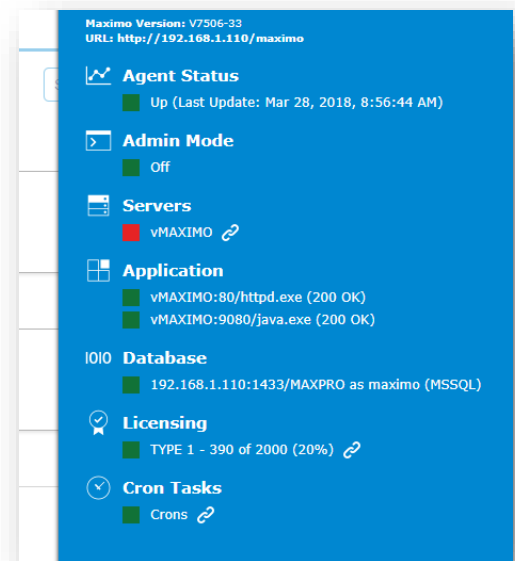 Maximo Version: V7506-33
URL: http://192.168.1.110/maximo
Agent Status
Up (Last Update: Mar 28, 2018, 8:56:44 AM)
Admin Mode
Off
Servers
vMAXIMO
Application
vMAXIMO:80/httpd.exe (200 OK)
vMAXIMO:9080/java.exe (200 OK)
IOIO Database
192.168.1.110:1433/MAXPRO as maximo (MSSQL)
Licensing
TYPE 1 - 390 of 2000 (20%)
Cron Tasks
Crons